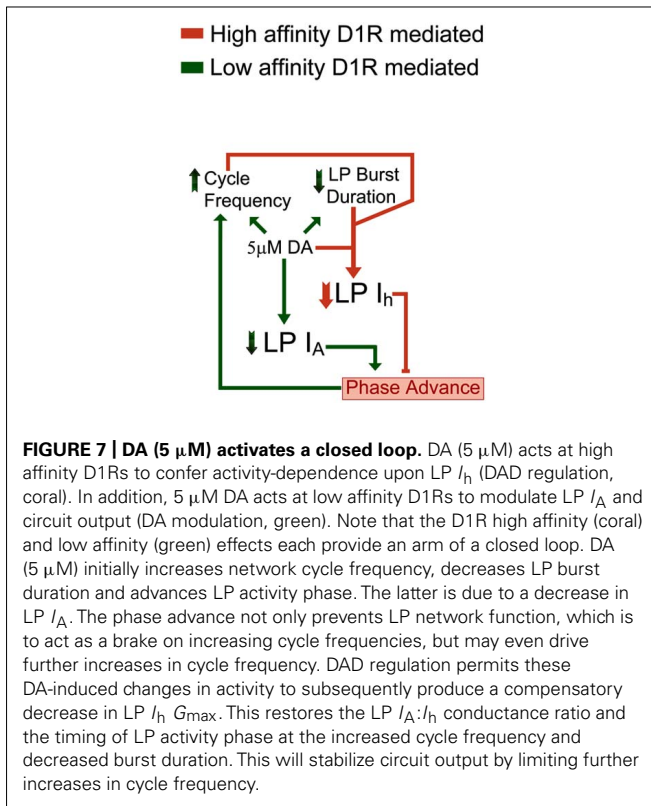 High affinity D1R mediated
Low affinity D1R mediated
Cycle
Frequency
LP Burst
Duration
5μM DA
LP Ih
LP IA
Phase Advance
FIGURE 7 | DA (5 μM) activates a closed loop. DA (5 μM) acts at high
affinity D1Rs to confer activity-dependence upon LP Ih (DAD regulation,
coral). In addition, 5 μM DA acts at low affinity D1Rs to modulate LP IA and
circuit output (DA modulation, green). Note that the D1R high affinity (coral)
and low affinity (green) effects each provide an arm of a closed loop. DA
(5 μM) initially increases network cycle frequency, decreases LP burst
duration and advances LP activity phase. The latter is due to a decrease in
LP IA. The phase advance not only prevents LP network function, which is
to act as a brake on increasing cycle frequencies, but may even drive
further increases in cycle frequency. DAD regulation permits these
DA-induced changes in activity to subsequently produce a compensatory
decrease in LP Ih Gmax. This restores the LP IA:Ih conductance ratio and
the timing of LP activity phase at the increased cycle frequency and
decreased burst duration. This will stabilize circuit output by limiting further
increases in cycle frequency.